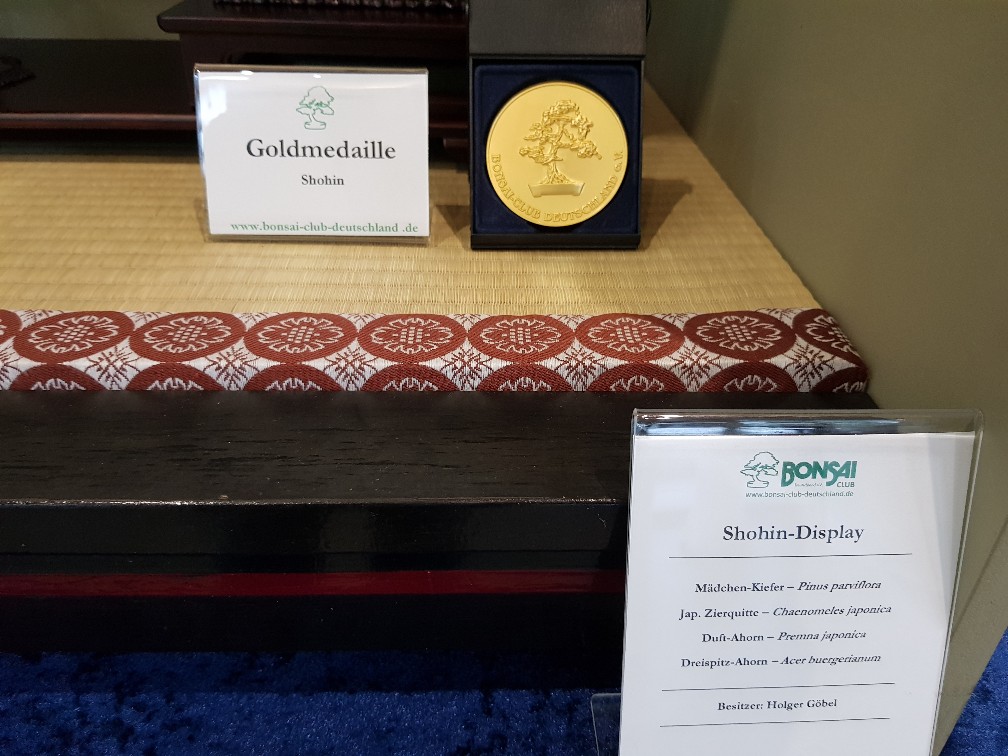 Goldmedaille
Shohin
www.bonsai-club-deutschland .de
BONSAI-CLUB DEUTSCHLAND e.V.
BONSAI
CLUB
www.bonsai-club-deutschland.de
Shohin-Display
Mädchen-Kiefer – Pinus parviflora
Jap. Zierquitte – Chaenomeles japonica
Duft-Ahorn – Premna japonica
Dreispitz-Ahorn – Acer buergerianum
Besitzer: Holger Göbel